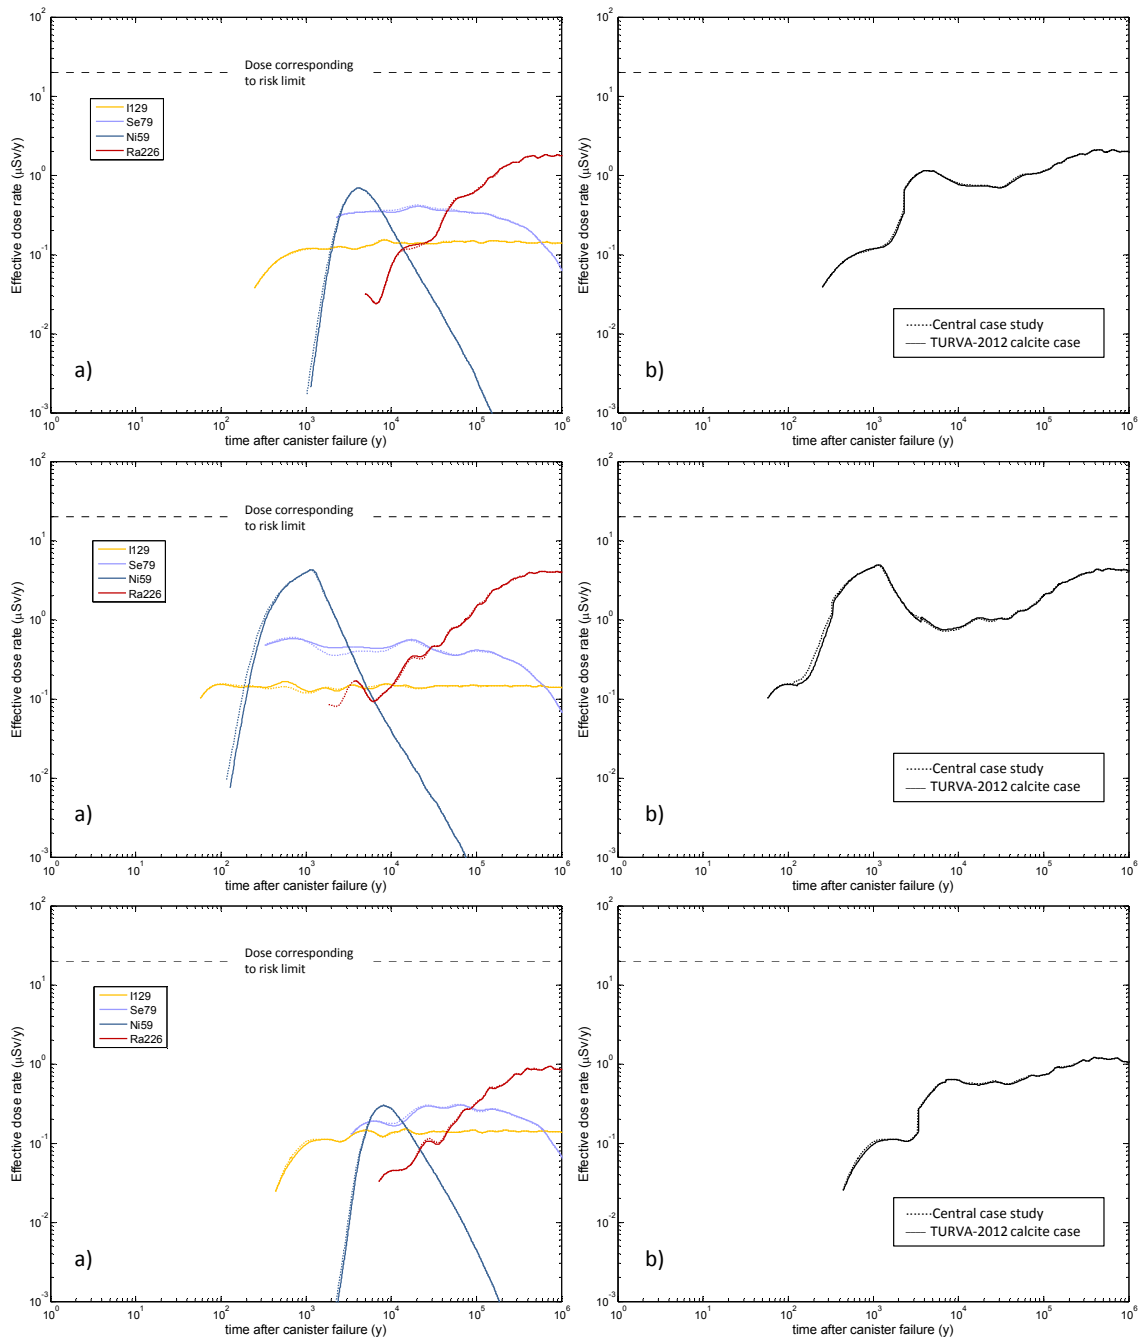 10^2
10^1
10^0
10^-1
10^-2
10^-3
Effective dose rate (µSv/y)
Dose corresponding
to risk limit
I129
Se79
Ni59
Ra226
a)
10^0 10^1 10^2 10^3 10^4 10^5 10^6
time after canister failure (y)
10^2
10^1
10^0
10^-1
10^-2
10^-3
Effective dose rate (µSv/y)
Central case study
TURVA-2012 calcite case
b)
10^0 10^1 10^2 10^3 10^4 10^5 10^6
time after canister failure (y)
10^2
10^1
10^0
10^-1
10^-2
10^-3
Effective dose rate (µSv/y)
Dose corresponding
to risk limit
I129
Se79
Ni59
Ra226
a)
10^0 10^1 10^2 10^3 10^4 10^5 10^6
time after canister failure (y)
10^2
10^1
10^0
10^-1
10^-2
10^-3
Effective dose rate (µSv/y)
Central case study
TURVA-2012 calcite case
b)
10^0 10^1 10^2 10^3 10^4 10^5 10^6
time after canister failure (y)
10^2
10^1
10^0
10^-1
10^-2
10^-3
Effective dose rate (µSv/y)
Dose corresponding
to risk limit
I129
Se79
Ni59
Ra226
a)
10^0 10^1 10^2 10^3 10^4 10^5 10^6
time after canister failure (y)
10^2
10^1
10^0
10^-1
10^-2
10^-3
Effective dose rate (µSv/y)
Central case study
TURVA-2012 calcite case
b)
10^0 10^1 10^2 10^3 10^4 10^5 10^6
time after canister failure (y)